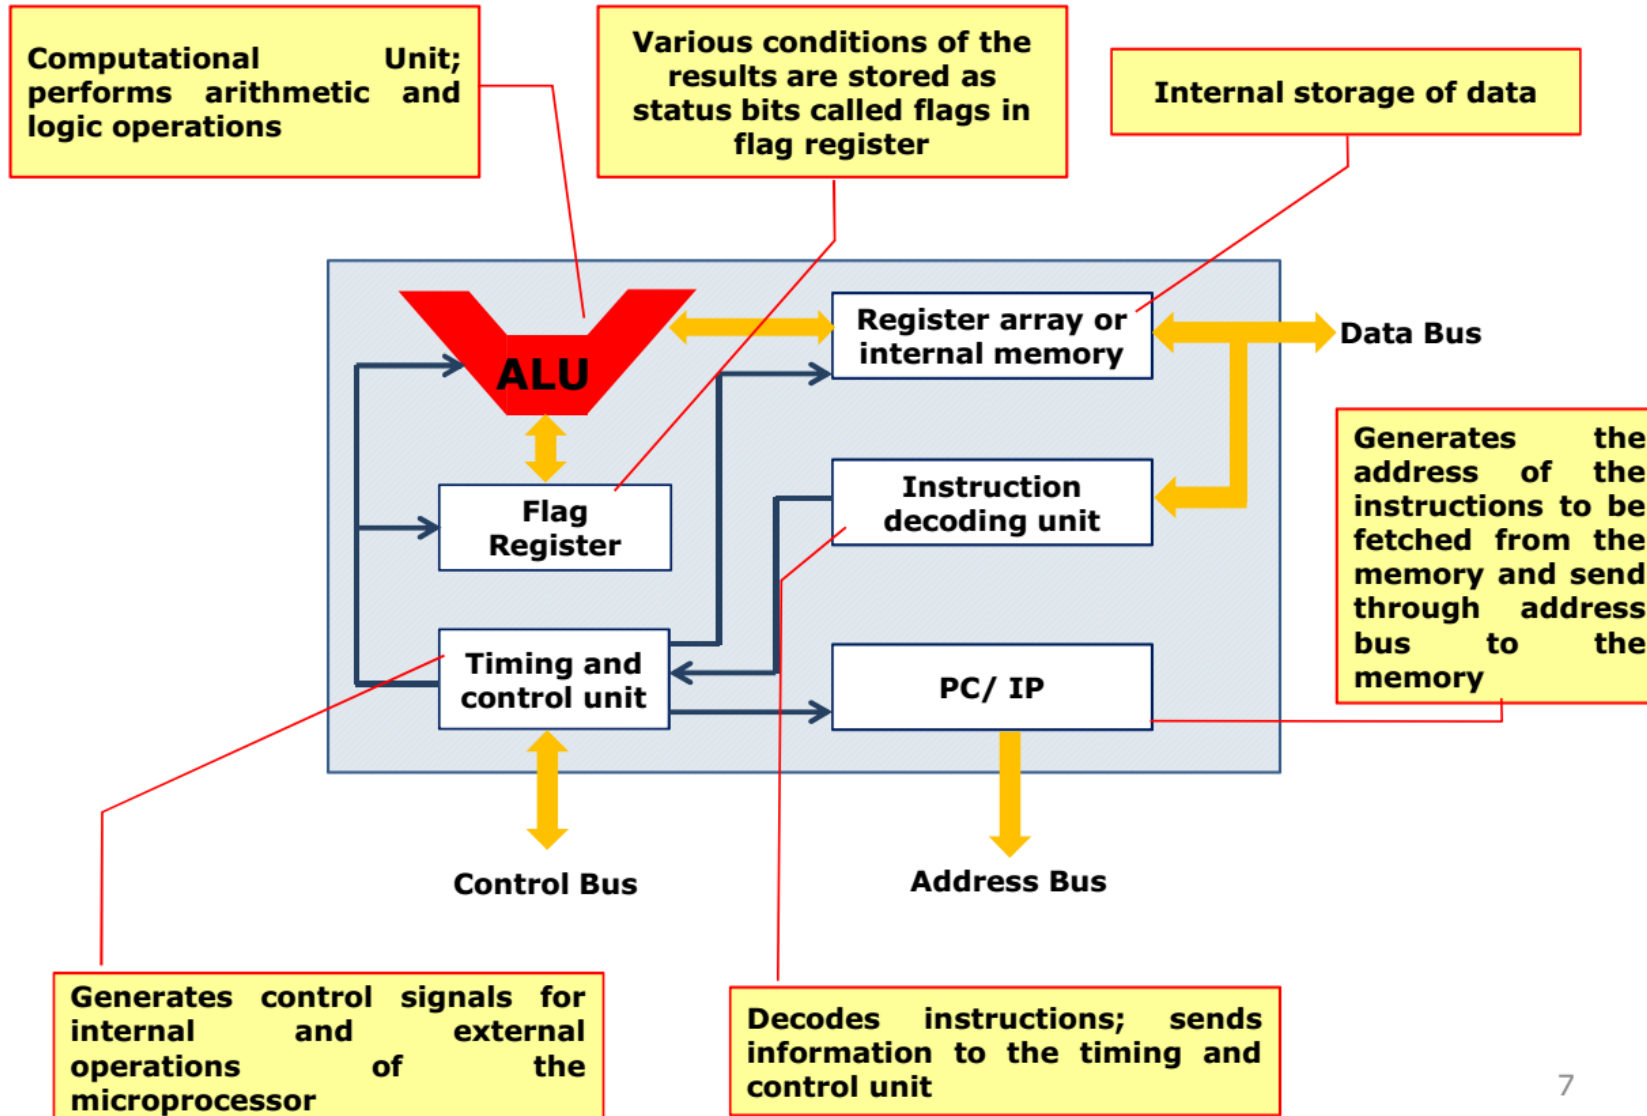 Computational Unit;
performs arithmetic and
logic operations
Various conditions of the
results are stored as
status bits called flags in
flag register
Internal storage of data
ALU
Register array or
internal memory
Data Bus
Generates the
address of the
instructions to be
fetched from the
memory and send
through address
bus to the
memory
Flag
Register
Instruction
decoding unit
Timing and
control unit
PC/ IP
Control Bus
Address Bus
Generates control signals for
internal and external
operations of the
microprocessor
Decodes instructions; sends
information to the timing and
control unit
7